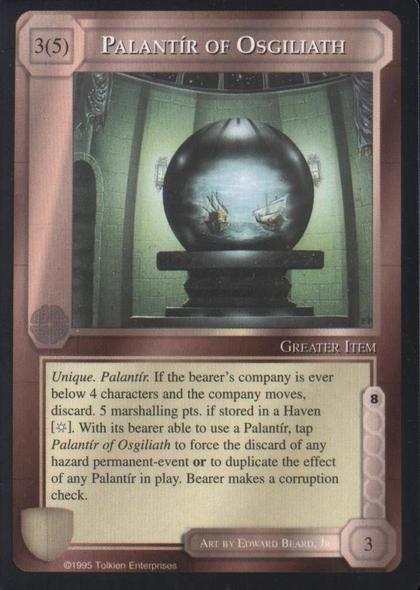 3(5)
PALANTÍR OF OSGILIATH
GREATER ITEM
Unique. Palantír. If the bearer's company is ever
below 4 characters and the company moves,
discard. 5 marshalling pts. if stored in a Haven
[☼]. With its bearer able to use a Palantír, tap
Palantír of Osgiliath to force the discard of any
hazard permanent-event or to duplicate the effect
of any Palantír in play. Bearer makes a corruption
check.
8
ART BY EDWARD BEARD, JR.
3
©1995 Tolkien Enterprises